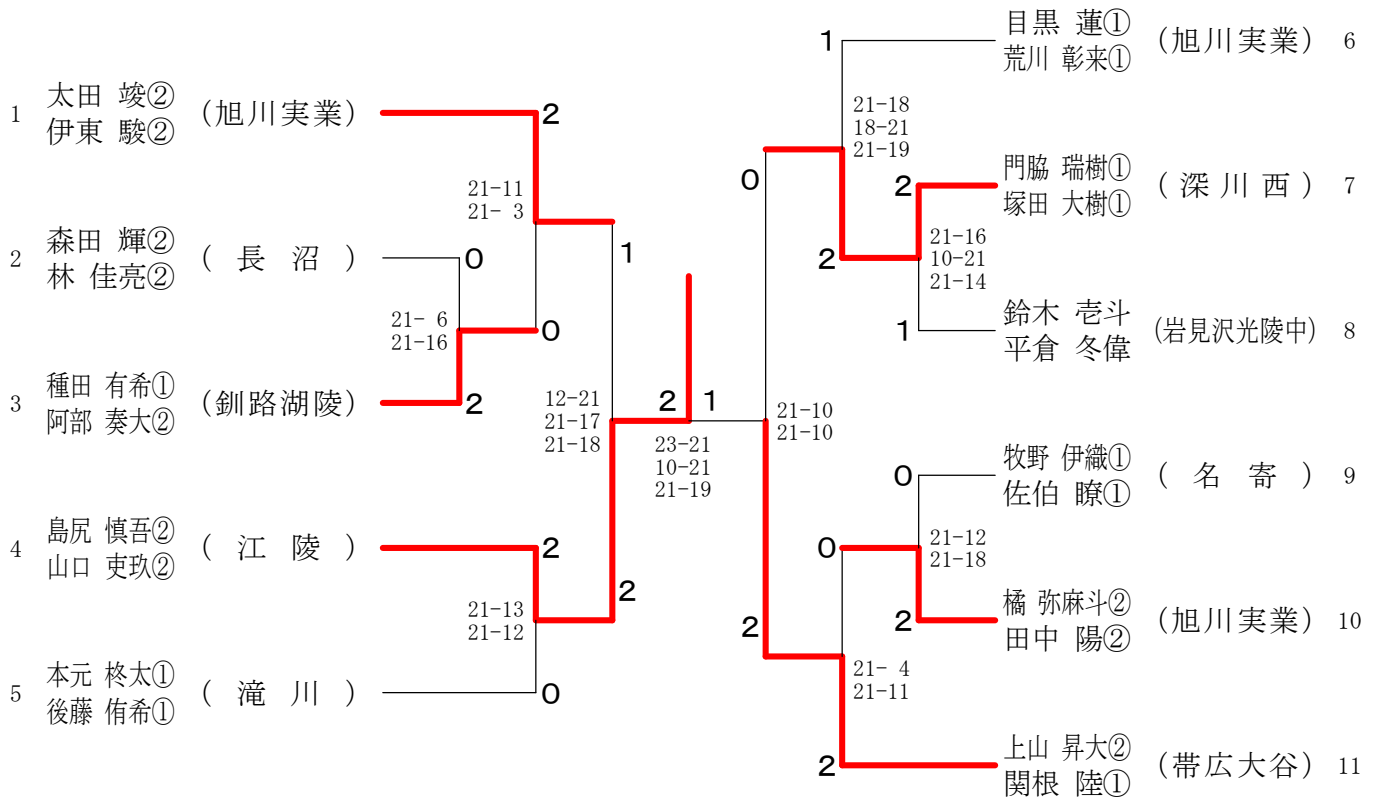 1 太田 竣② (旭川実業)
伊東 駿②
2
21-11
21- 3
2 森田 輝② ( 長 沼 )
林 佳亮②
0
21- 6
21-16
0
3 種田 有希① (釧路湖陵)
阿部 奏大②
2
1
12-21
21-17
21-18
4 島尻 慎吾② ( 江 陵 )
山口 吏玖②
2
21-13
21-12
2
5 本元 柊太① ( 滝 川 )
後藤 侑希①
0
2 1
23-21
10-21
21-19
1
目黒 蓮① (旭川実業) 6
荒川 彰来①
21-18
18-21
21-19
0
2
門脇 瑞樹① ( 深 川 西 ) 7
塚田 大樹①
2
21-16
10-21
21-14
1
鈴木 壱斗 (岩見沢光陵中) 8
平倉 冬偉
21-10
21-10
0
牧野 伊織① ( 名 寄 ) 9
佐伯 瞭①
0
21-12
21-18
2
橘 弥麻斗② (旭川実業) 10
田中 陽②
2
21- 4
21-11
2
上山 昇大② (帯広大谷) 11
関根 陸①